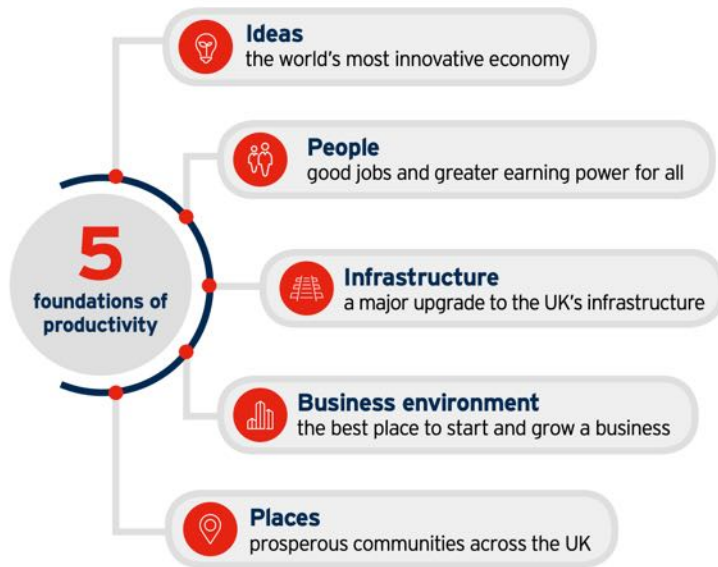 Ideas
the world's most innovative economy
People
good jobs and greater earning power for all
5
foundations of
productivity
Infrastructure
a major upgrade to the UK's infrastructure
Business environment
the best place to start and grow a business
Places
prosperous communities across the UK